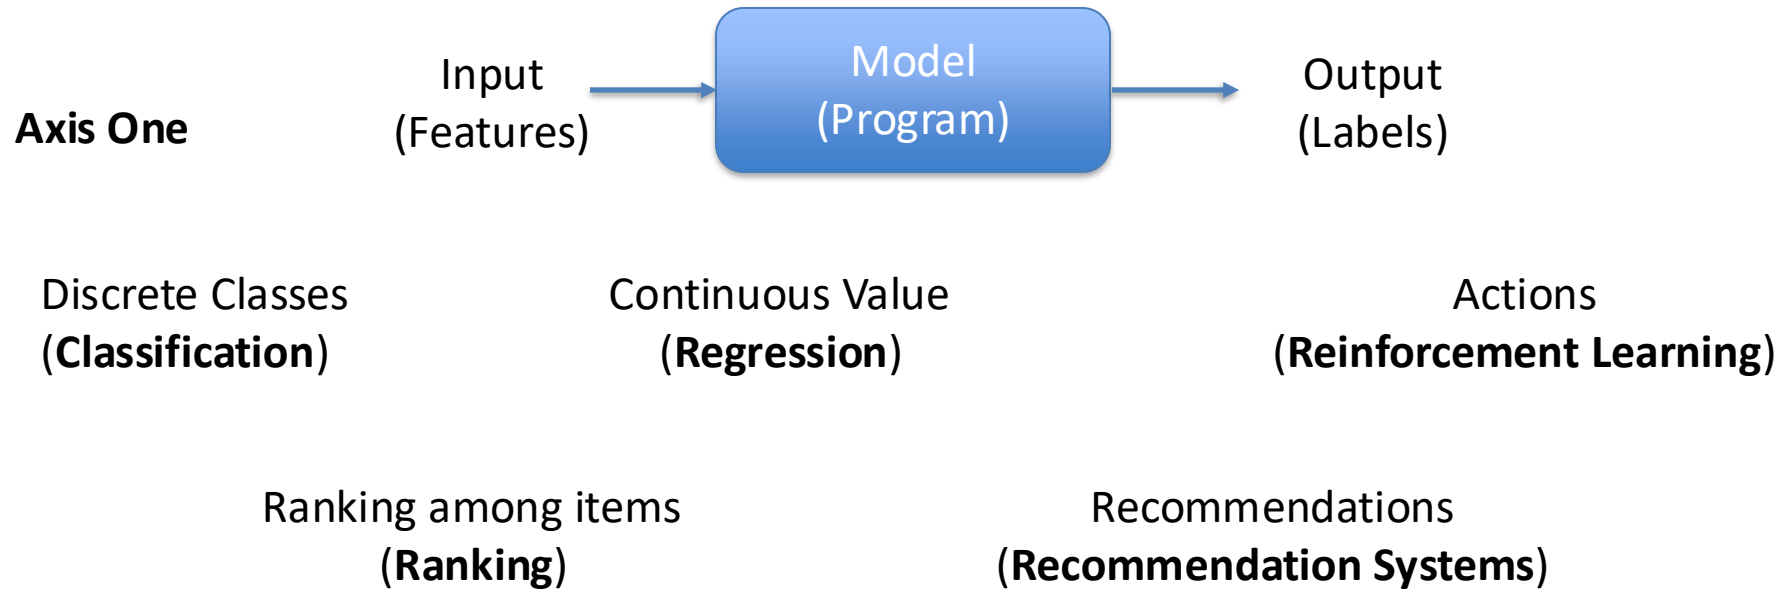 Axis One
Input
(Features)
Model
(Program)
Output
(Labels)
Discrete Classes
(Classification)
Continuous Value
(Regression)
Actions
(Reinforcement Learning)
Ranking among items
(Ranking)
Recommendations
(Recommendation Systems)